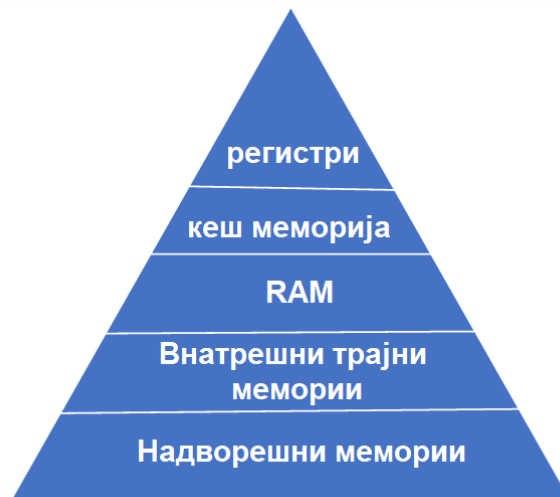 регистри
кеш меморија
RAM
Внатрешни трајни
мемории
Надворешни мемории